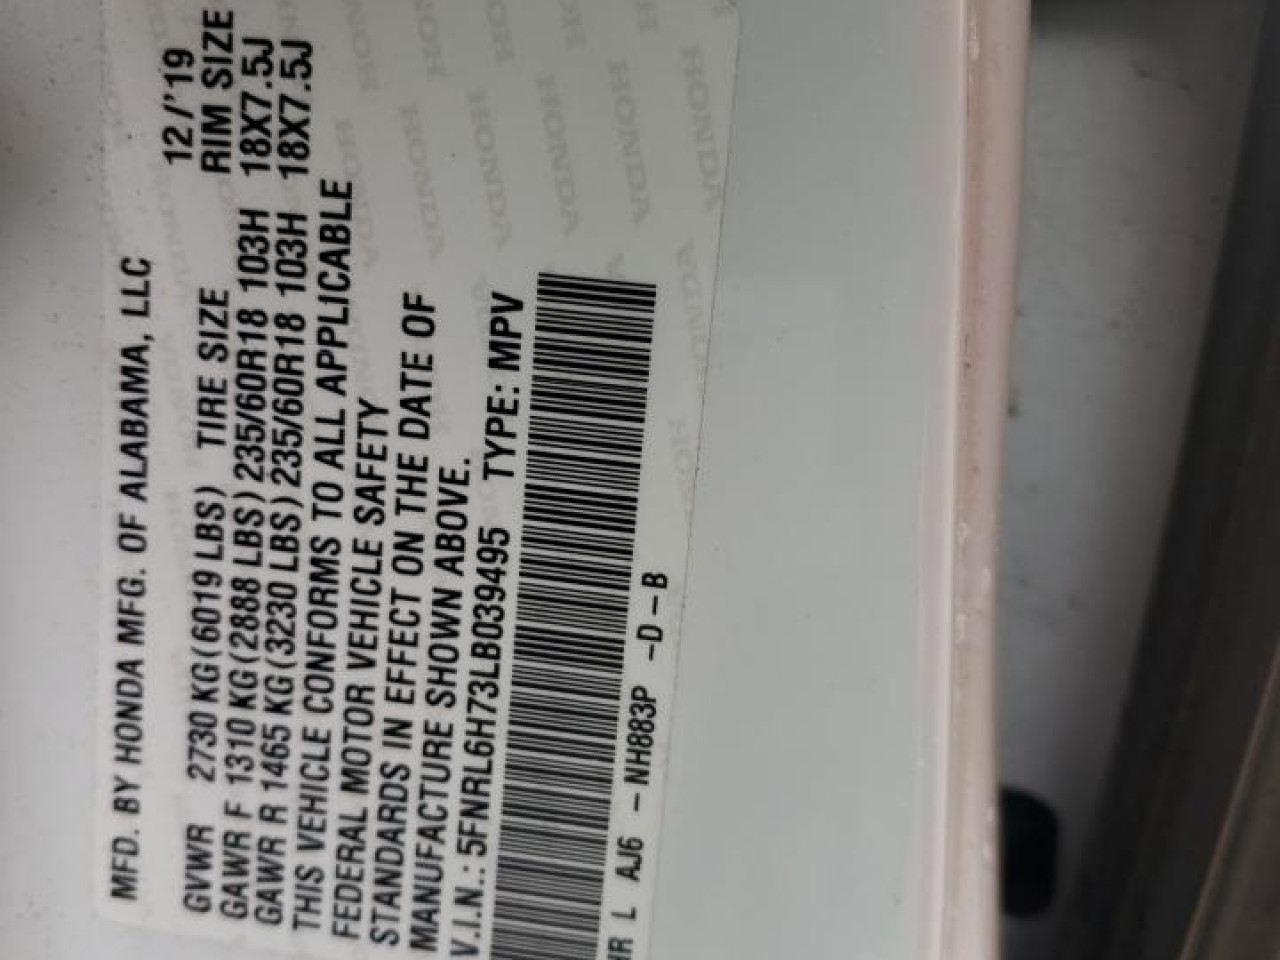 MFD. BY HONDA MFG. OF ALABAMA, LLC 12/'19
GVWR 2730 KG(6019 LBS) TIRE SIZE RIM SIZE
GAWR F 1310 KG(2888 LBS) 235/60R18 103H 18X7.5J
GAWR R 1465 KG(3230 LBS) 235/60R18 103H 18X7.5J
THIS VEHICLE CONFORMS TO ALL APPLICABLE
FEDERAL MOTOR VEHICLE SAFETY
STANDARDS IN EFFECT ON THE DATE OF
MANUFACTURE SHOWN ABOVE.
V.I.N.: 5FNRL6H73LB039495 TYPE: MPV
HR L AJ6 -NH883P -D-B